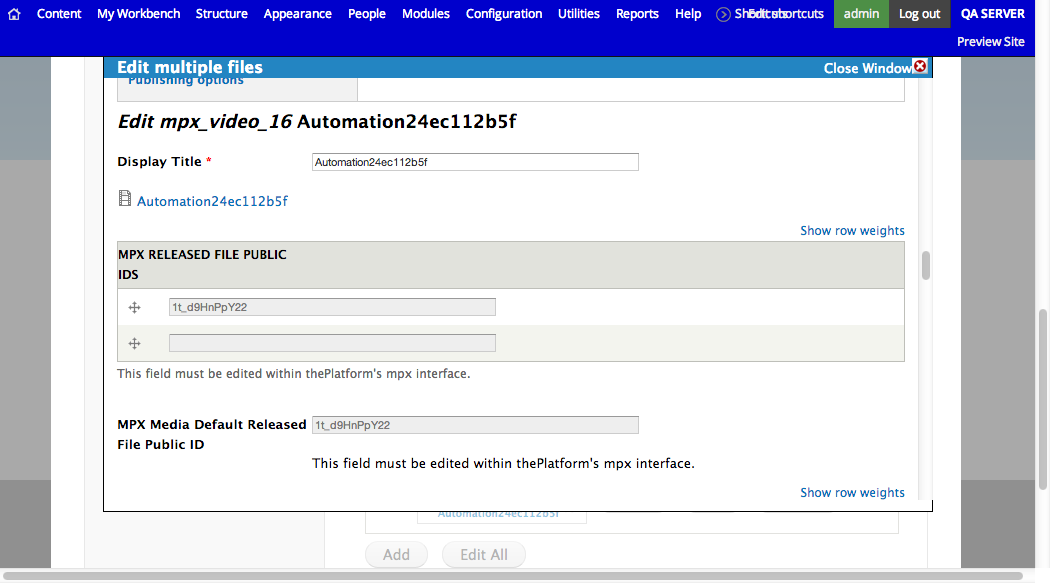 Content My Workbench Structure Appearance People Modules Configuration Utilities Reports Help Edit shortcuts admin Log out QA SERVER
Preview Site
Edit multiple files Close Window
Publishing options
Edit mpx_video_16 Automation24ec112b5f
Display Title * Automation24ec112b5f
Automation24ec112b5f
Show row weights
MPX RELEASED FILE PUBLIC
IDS
1t_d9HnPpY22
This field must be edited within thePlatform's mpx interface.
MPX Media Default Released 1t_d9HnPpY22
File Public ID
This field must be edited within thePlatform's mpx interface.
Show row weights
Automation24ec112b5f
Add Edit All